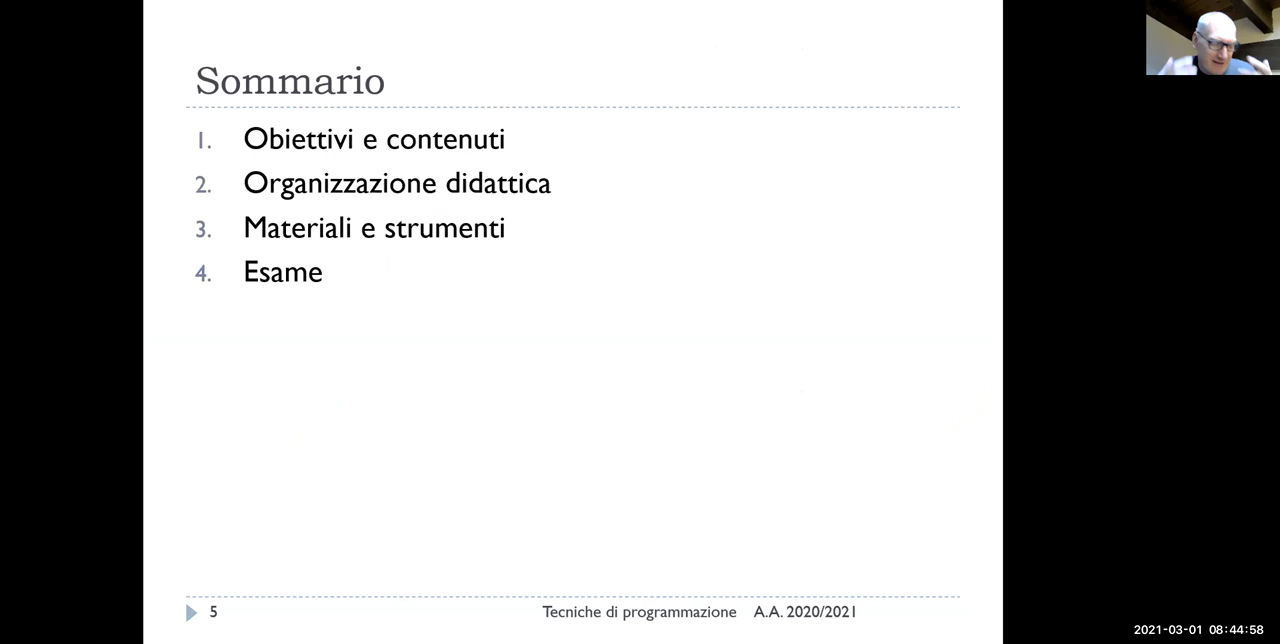 Sommario
1. Obiettivi e contenuti
2. Organizzazione didattica
3. Materiali e strumenti
4. Esame
5 Tecniche di programmazione A.A. 2020/2021
2021-03-01 08:44:58